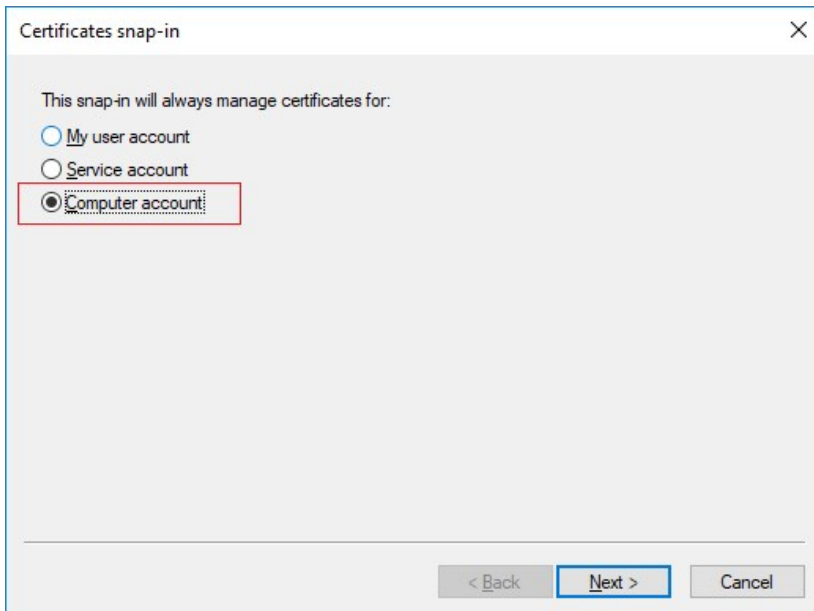 Certificates snap-in
This snap-in will always manage certificates for:
My user account
Service account
Computer account
< Back Next > Cancel